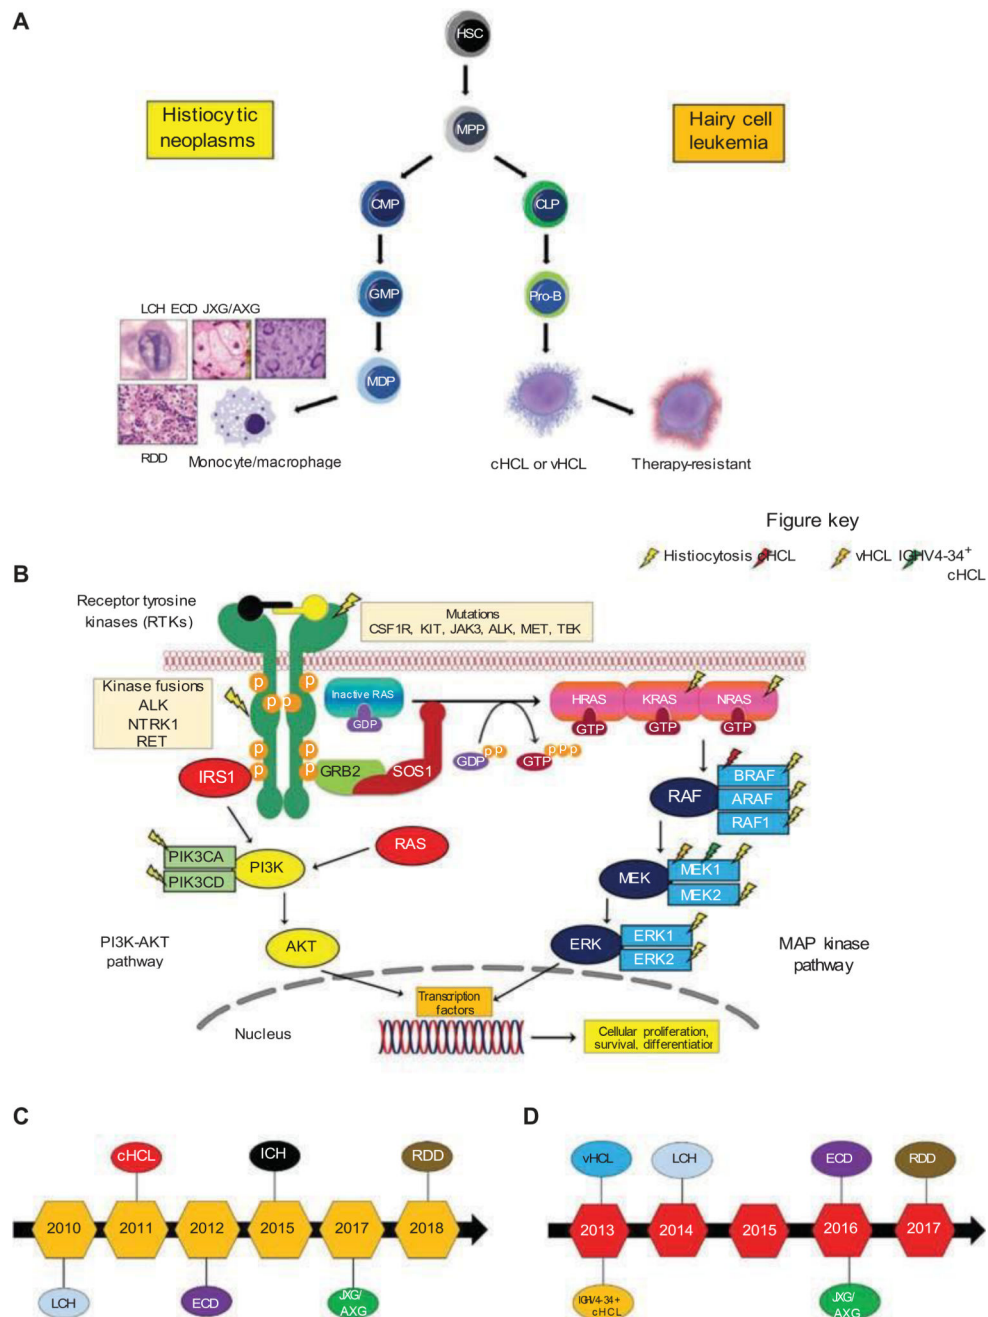 A
HSC
MPP
Histiocytic
neoplasms
Hairy cell
leukemia
CMP
CLP
GMP
Pro-B
LCH ECD JXG/AXG
MDP
RDD
Monocyte/macrophage
cHCL or vHCL
Therapy-resistant
Figure key
Histiocytosis cHCL
vHCL IGHV4-34+
cHCL
B
Receptor tyrosine
kinases (RTKs)
Mutations
CSF1R, KIT, JAK3, ALK, MET, TEK
Kinase fusions
ALK
NTRK1
RET
p
p
p
p
p
p
p
p
Inactive RAS
GDP
HRAS
KRAS
NRAS
GTP
GTP
GTP
IRS1
GRB2
SOS1
GDP
p
p
GTP
p
p
p
RAF
BRAF
ARAF
RAF1
RAS
PIK3CA
PIK3CD
PI3K
MEK
MEK1
MEK2
PI3K-AKT
pathway
AKT
ERK
ERK1
ERK2
MAP kinase
pathway
Transcription
factors
Nucleus
Cellular proliferation,
survival, differentiation
C
cHCL
ICH
RDD
2010
2011
2012
2015
2017
2018
LCH
ECD
JXG/
AXG
D
vHCL
LCH
ECD
RDD
2013
2014
2015
2016
2017
IGHV4-34+
cHCL
JXG/
AXG